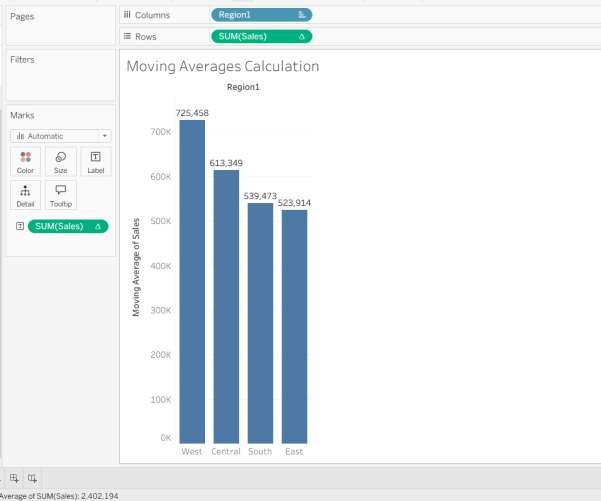 Pages
Columns
Region1
Rows
SUM(Sales) Δ
Filters
Marks
Automatic
Color
Size
Label
Detail
Tooltip
SUM(Sales) Δ
Moving Averages Calculation
Region1
Moving Average of Sales
700K
600K
500K
400K
300K
200K
100K
0K
725,458
613,349
539,473
523,914
West
Central
South
East
Average of SUM(Sales): 2,402,194